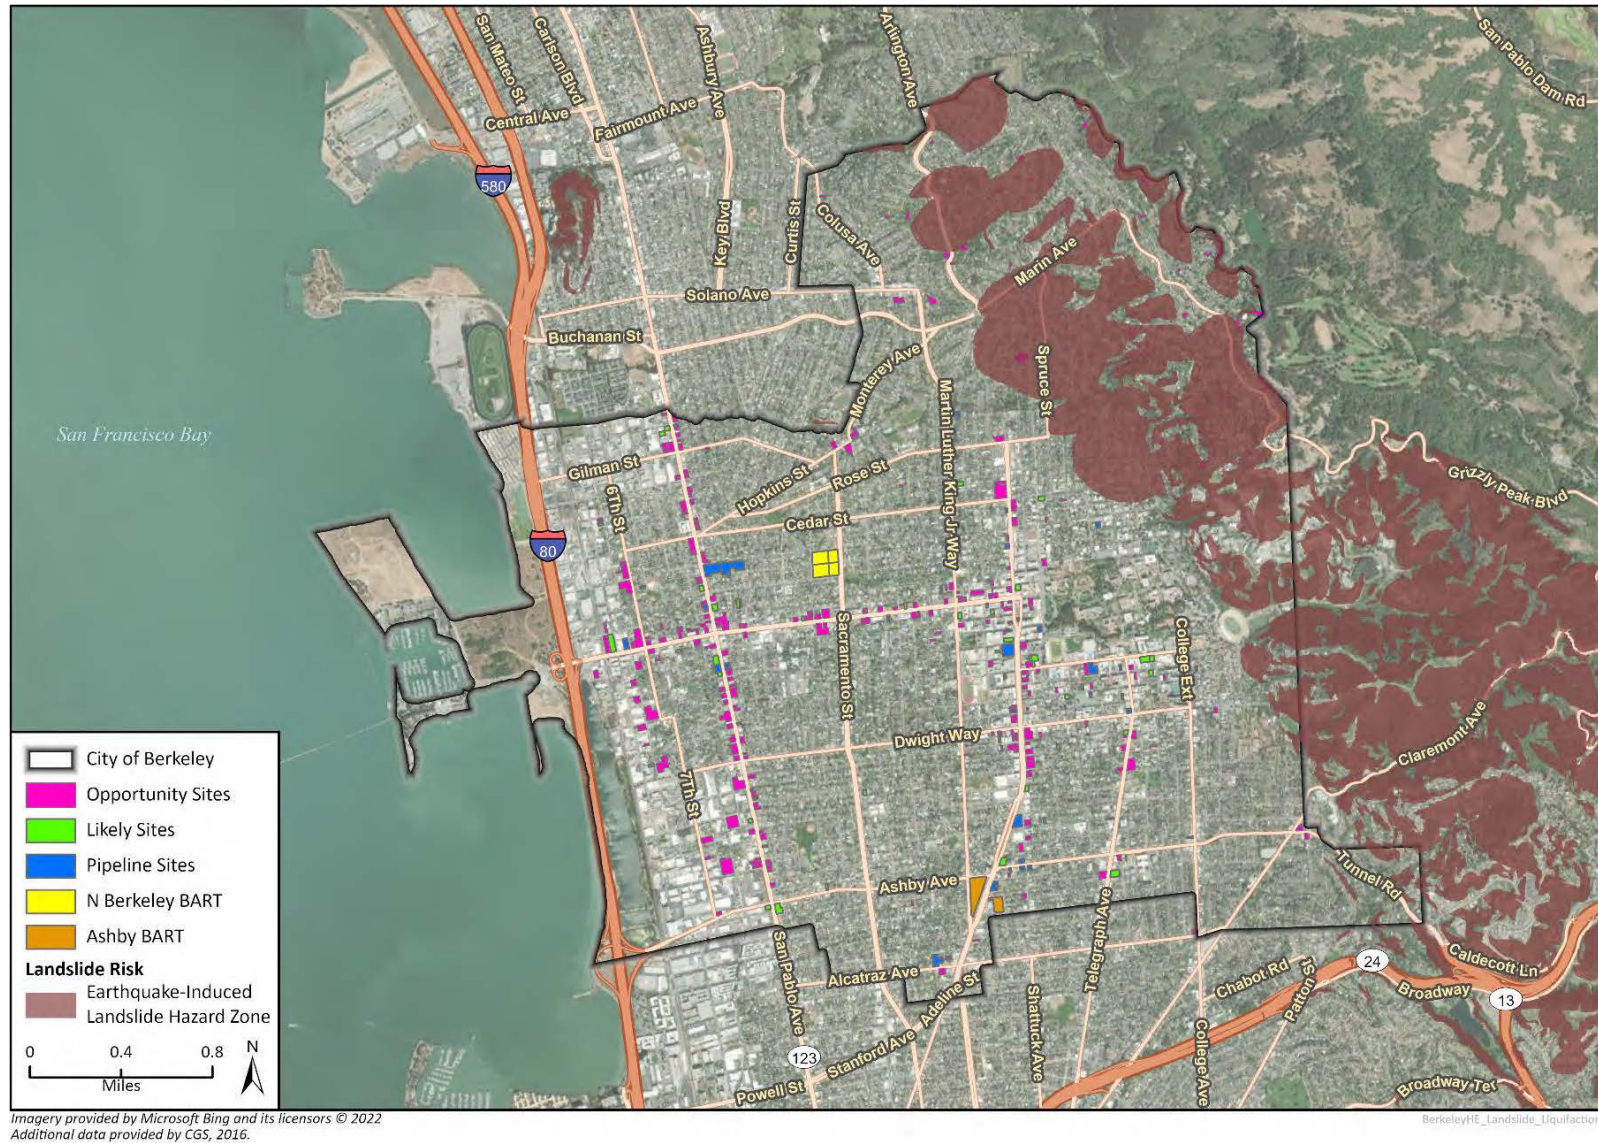 San Mateo St
Carlson Blvd
Ashbury Ave
Arlington Ave
San Pablo Dam Rd
Central Ave
Fairmount Ave
580
Key Blvd
Curtis St
Colusa Ave
Marin Ave
Solano Ave
Buchanan St
Monterey Ave
Spruce St
San Francisco Bay
Martin Luther King Jr Way
Gilman St
6Th St
Hopkins St
Rose St
Grizzly Peak Blvd
Cedar St
80
Sacramento St
College Ext
Claremont Ave
Dwight Way
7Th St
Tunnel Rd
Ashby Ave
Telegraph Ave
San Pablo Ave
Alcatraz Ave
Adeline St
Shattuck Ave
Chabot Rd
Patton St
24
Caldecott Ln
Broadway
13
123
Stanford Ave
Powell St
College Ave
Broadway Ter
City of Berkeley
Opportunity Sites
Likely Sites
Pipeline Sites
N Berkeley BART
Ashby BART
Landslide Risk
Earthquake-Induced
Landslide Hazard Zone
0 0.4 0.8
Miles
N
Imagery provided by Microsoft Bing and its licensors © 2022
Additional data provided by CGS, 2016.
BerkeleyHE_Landslide_Liquifaction